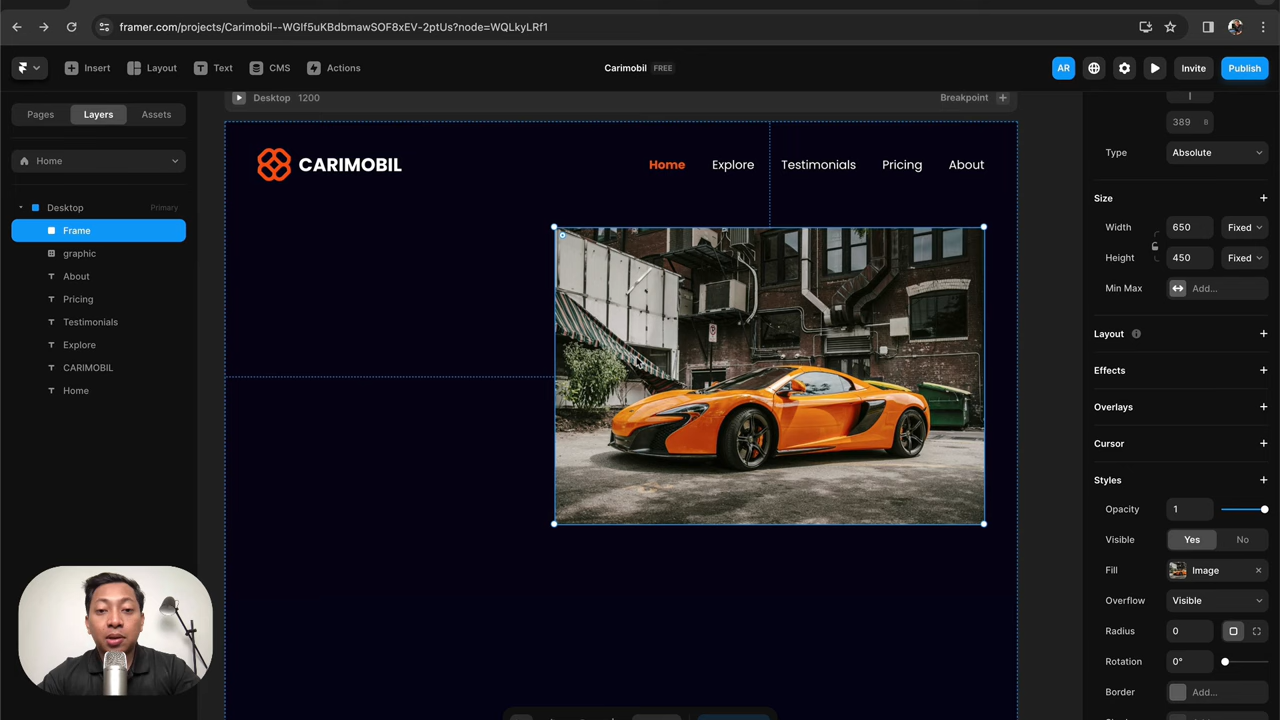 framer.com/projects/Carimobil--WGIf5uKBdbmawSOF8xEV-2ptUs?node=WQLkyLRf1
Insert Layout Text CMS Actions
Carimobil FREE
AR Invite Publish
Pages Layers Assets
Home
Desktop Primary
Frame
graphic
About
Pricing
Testimonials
Explore
CARIMOBIL
Home
Desktop 1200
Breakpoint
CARIMOBIL
Home Explore Testimonials Pricing About
389
Type Absolute
Size
Width 650 Fixed
Height 450 Fixed
Min Max Add...
Layout
Effects
Overlays
Cursor
Styles
Opacity 1
Visible Yes No
Fill Image
Overflow Visible
Radius 0
Rotation 0°
Border Add...